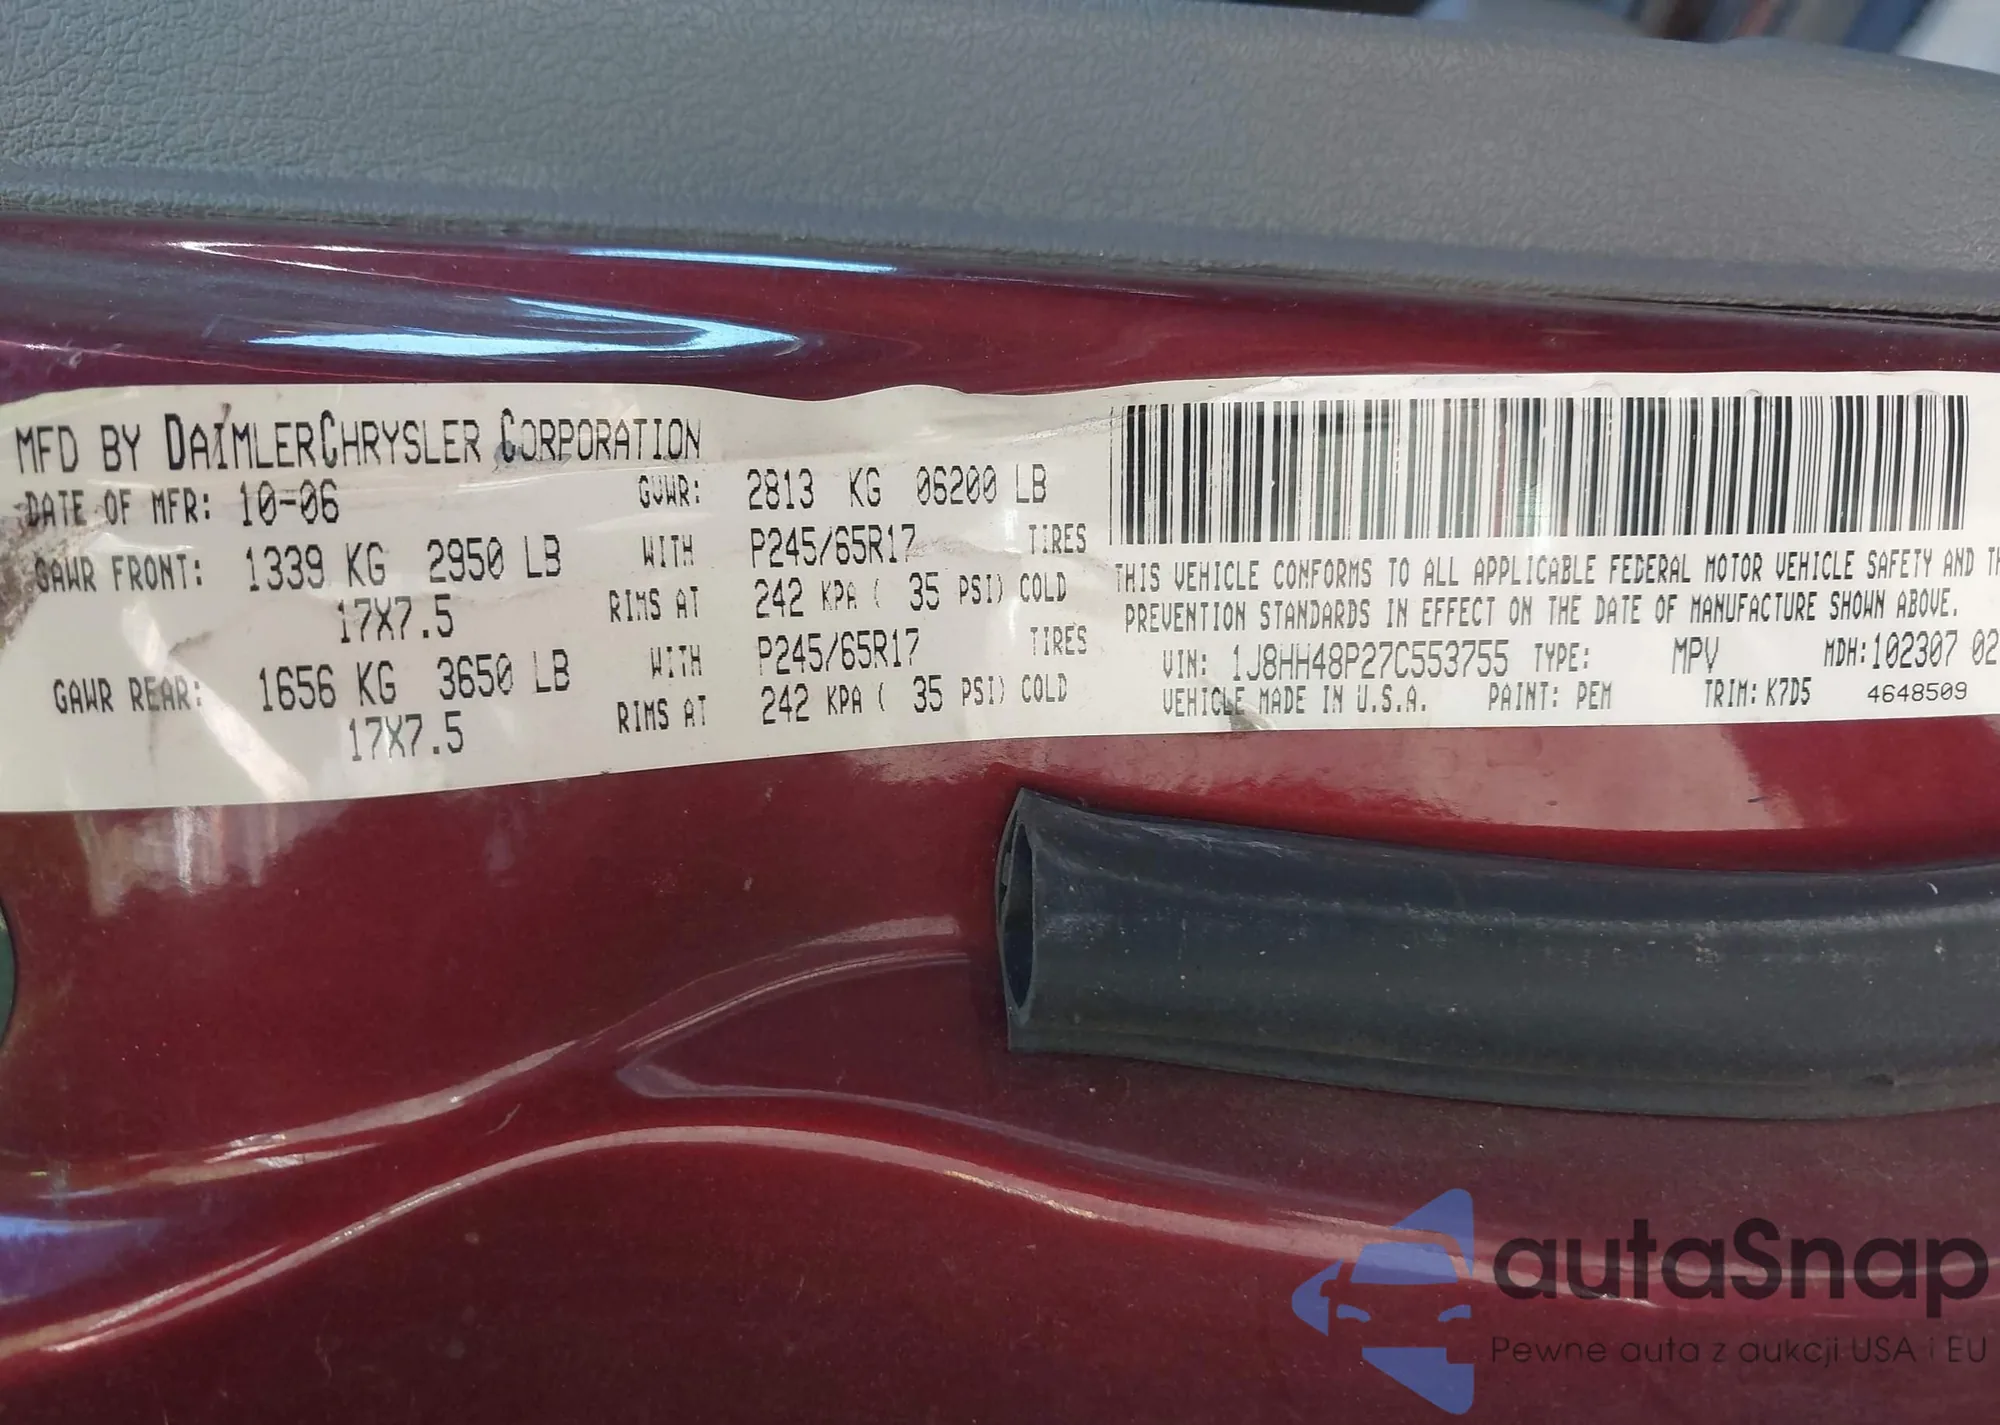 MFD BY DAIMLERCHRYSLER CORPORATION
DATE OF MFR: 10-06 GVWR: 2813 KG 06200 LB
GAWR FRONT: 1339 KG 2950 LB WITH P245/65R17 TIRES
17X7.5 RIMS AT 242 KPA ( 35 PSI) COLD
GAWR REAR: 1656 KG 3650 LB WITH P245/65R17 TIRES
17X7.5 RIMS AT 242 KPA ( 35 PSI) COLD
THIS VEHICLE CONFORMS TO ALL APPLICABLE FEDERAL MOTOR VEHICLE SAFETY AND TH
PREVENTION STANDARDS IN EFFECT ON THE DATE OF MANUFACTURE SHOWN ABOVE.
VIN: 1J8HH48P27C553755 TYPE: MPV MDH:102307 02
VEHICLE MADE IN U.S.A. PAINT: PEM TRIM: K7D5 4648509
autaSnap
Pewne auta z aukcji USA i EU